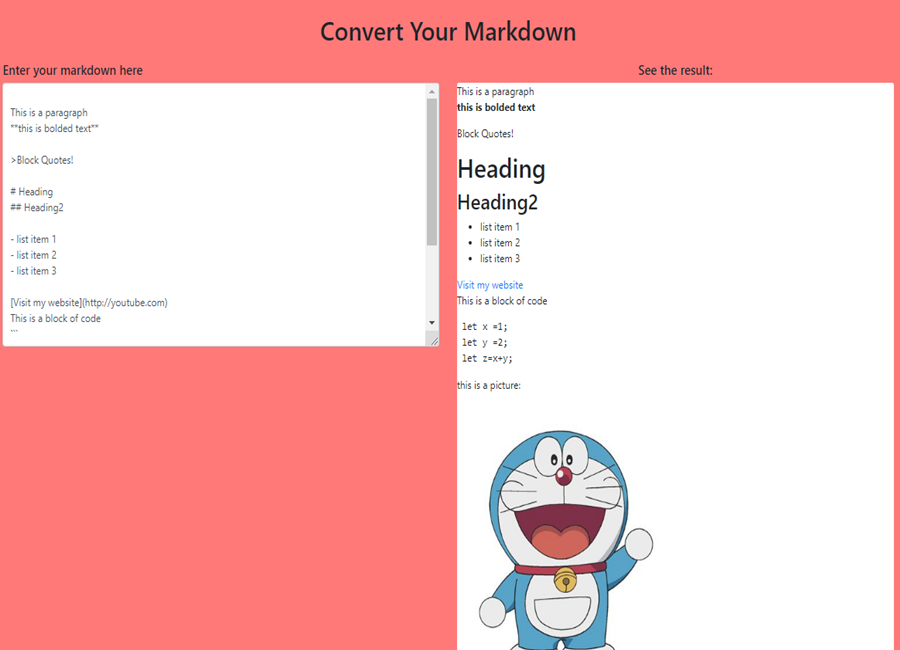 Convert Your Markdown
Enter your markdown here
This is a paragraph
**this is bolded text**
>Block Quotes!
# Heading
## Heading2
- list item 1
- list item 2
- list item 3
[Visit my website](http://youtube.com)
This is a block of code
```
See the result:
This is a paragraph
this is bolded text
Block Quotes!
Heading
Heading2
• list item 1
• list item 2
• list item 3
Visit my website
This is a block of code
let x =1;
let y =2;
let z=x+y;
this is a picture: